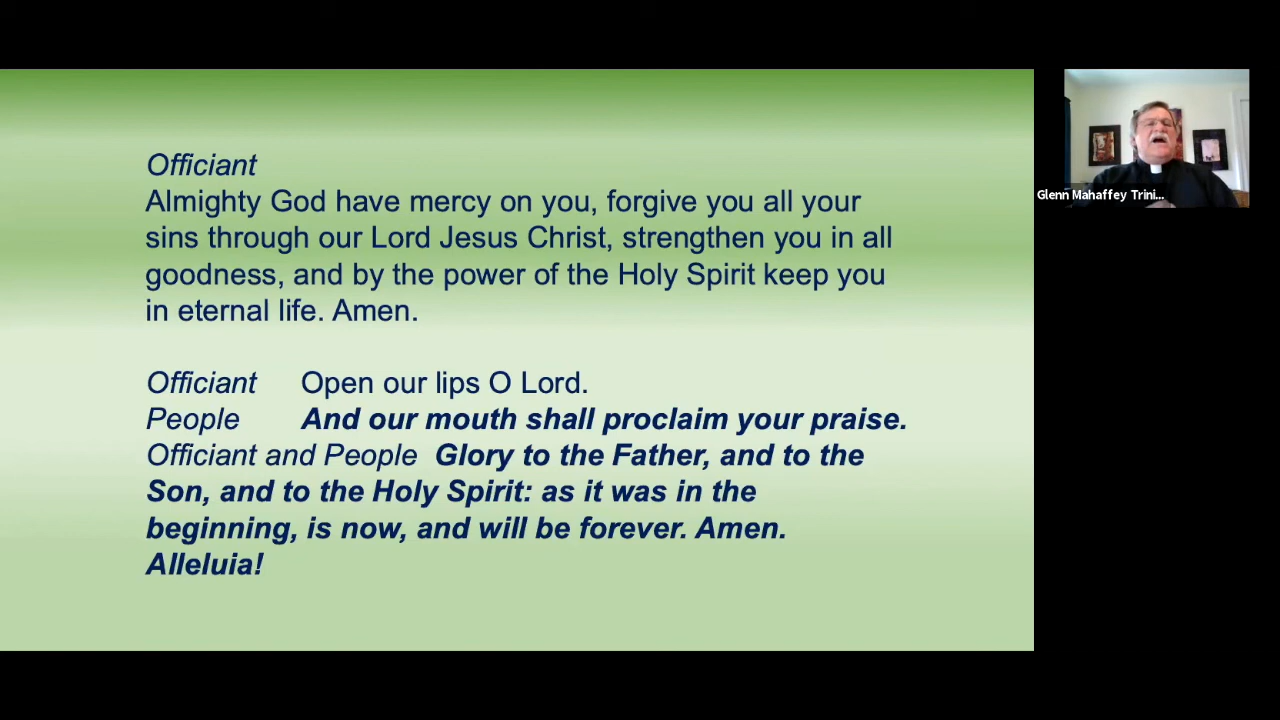 Officiant
Almighty God have mercy on you, forgive you all your
sins through our Lord Jesus Christ, strengthen you in all
goodness, and by the power of the Holy Spirit keep you
in eternal life. Amen.
Officiant Open our lips O Lord.
People And our mouth shall proclaim your praise.
Officiant and People Glory to the Father, and to the
Son, and to the Holy Spirit: as it was in the
beginning, is now, and will be forever. Amen.
Alleluia!
Glenn Mahaffey Trini...